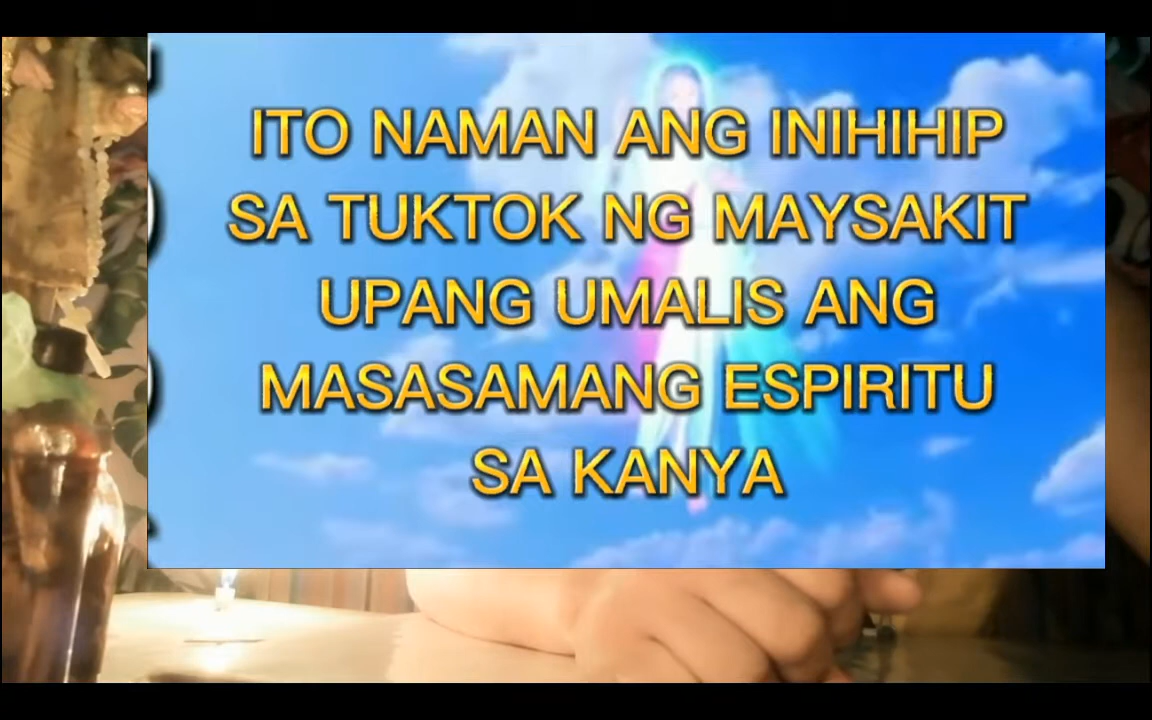 ITO NAMAN ANG INIHIHIP
SA TUKTOK NG MAYSAKIT
UPANG UMALIS ANG
MASASAMANG ESPIRITU
SA KANYA